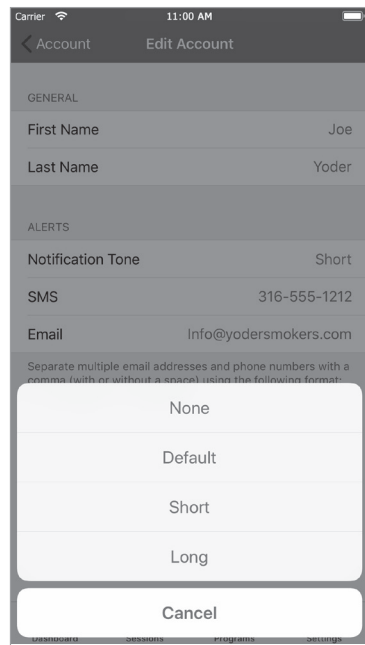 Carrier 11:00 AM
Account Edit Account
GENERAL
First Name Joe
Last Name Yoder
ALERTS
Notification Tone Short
SMS 316-555-1212
Email Info@yodersmokers.com
Separate multiple email addresses and phone numbers with a
comma (with or without a space) using the following format:
None
Default
Short
Long
Cancel
Dashboard Sessions Programs Settings